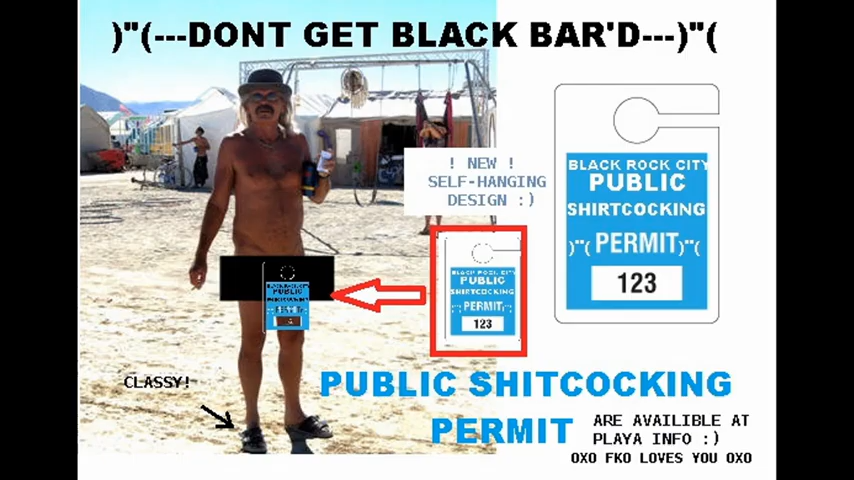 )"(---DONT GET BLACK BAR'D---)"(
! NEW !
SELF-HANGING
DESIGN :)
BLACK ROCK CITY
PUBLIC
SHIRTCOCKING
)"( PERMIT)"(
123
BLACK ROCK CITY
PUBLIC
SHIRTCOCKING
PERMIT
123
PUBLIC
CLASSY!
PUBLIC SHITCOCKING
PERMIT
ARE AVAILIBLE AT
PLAYA INFO :)
OXO FKO LOVES YOU OXO